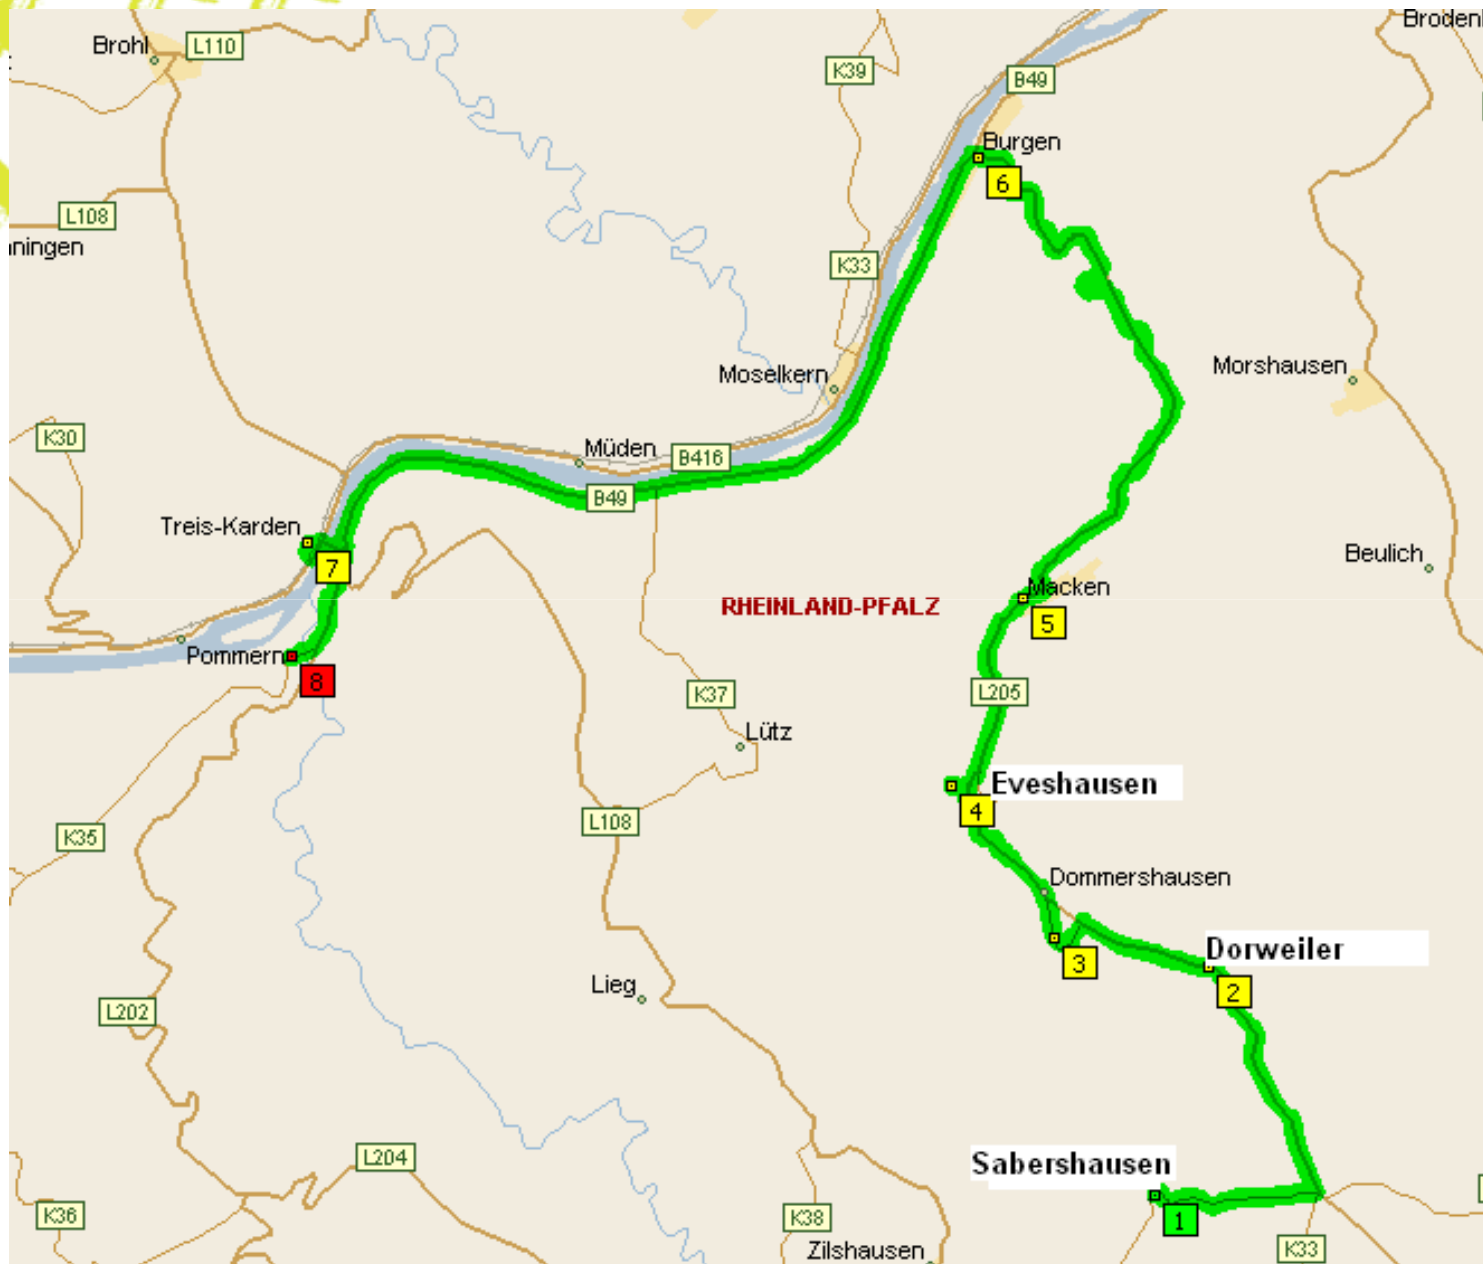 Brohl
L110
K39
B49
Broden
Burgen
6
L108
nningen
K33
Moselkern
Morshausen
K30
Müden
B416
B49
Treis-Karden
7
Beulich
RHEINLAND-PFALZ
Macken
5
Pommern
8
L205
K37
Lütz
Eveshausen
4
L108
K35
Dommershausen
Dorweiler
3
2
Lieg
L202
Sabershausen
L204
1
K36
K38
K33
Zilshausen